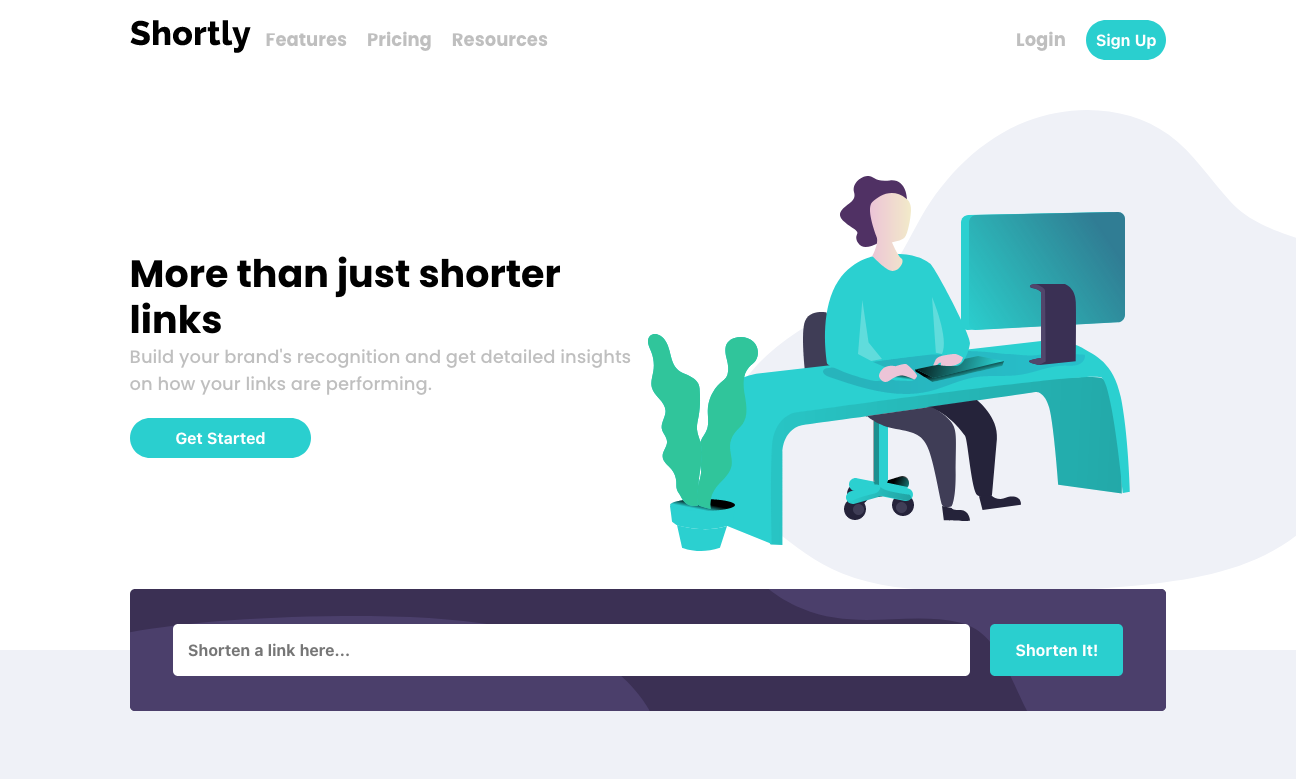 Shortly Features Pricing Resources Login Sign Up
More than just shorter
links
Build your brand's recognition and get detailed insights
on how your links are performing.
Get Started
Shorten a link here...
Shorten It!